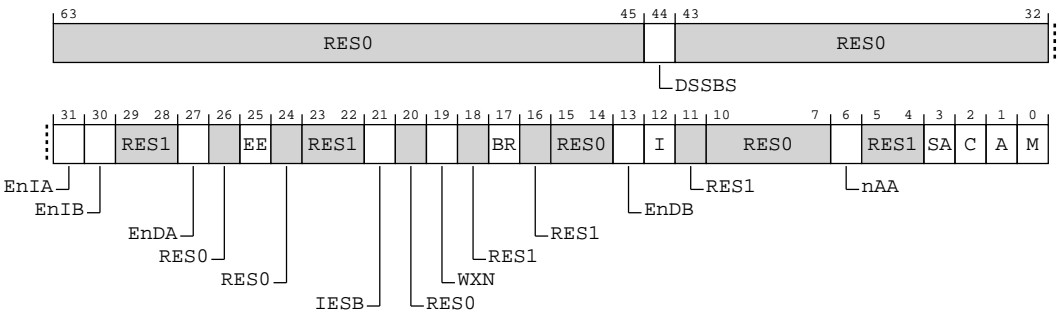 63 45 44 43 32
RES0 RES0
DSSBS
31 30 29 28 27 26 25 24 23 22 21 20 19 18 17 16 15 14 13 12 11 10 7 6 5 4 3 2 1 0
RES1 EE RES1 BR RES0 I RES0 RES1 SA C A M
EnIA RES1 nAA
EnIB EnDB
EnDA RES1
RES0 RES1
RES0 WXN
IESB RES0